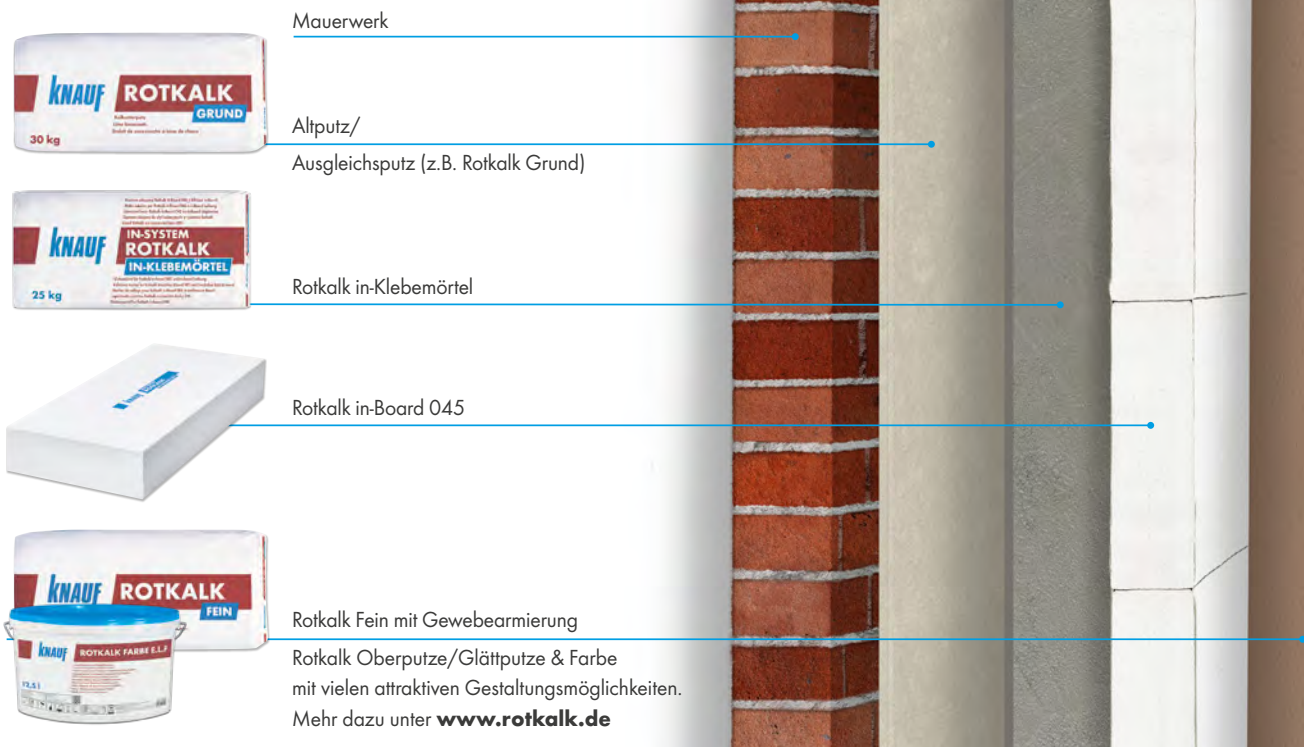 Mauerwerk
KNAUF ROTKALK
GRUND
30 kg
Altputz/
Ausgleichsputz (z.B. Rotkalk Grund)
KNAUF
IN-SYSTEM
ROTKALK
IN-KLEBEMÖRTEL
25 kg
Rotkalk in-Klebemörtel
Rotkalk in-Board 045
KNAUF ROTKALK
FEIN
KNAUF ROTKALK FARBE E.L.F
12,5 l
Rotkalk Fein mit Gewebearmierung
Rotkalk Oberputze/Glättputze & Farbe
mit vielen attraktiven Gestaltungsmöglichkeiten.
Mehr dazu unter www.rotkalk.de